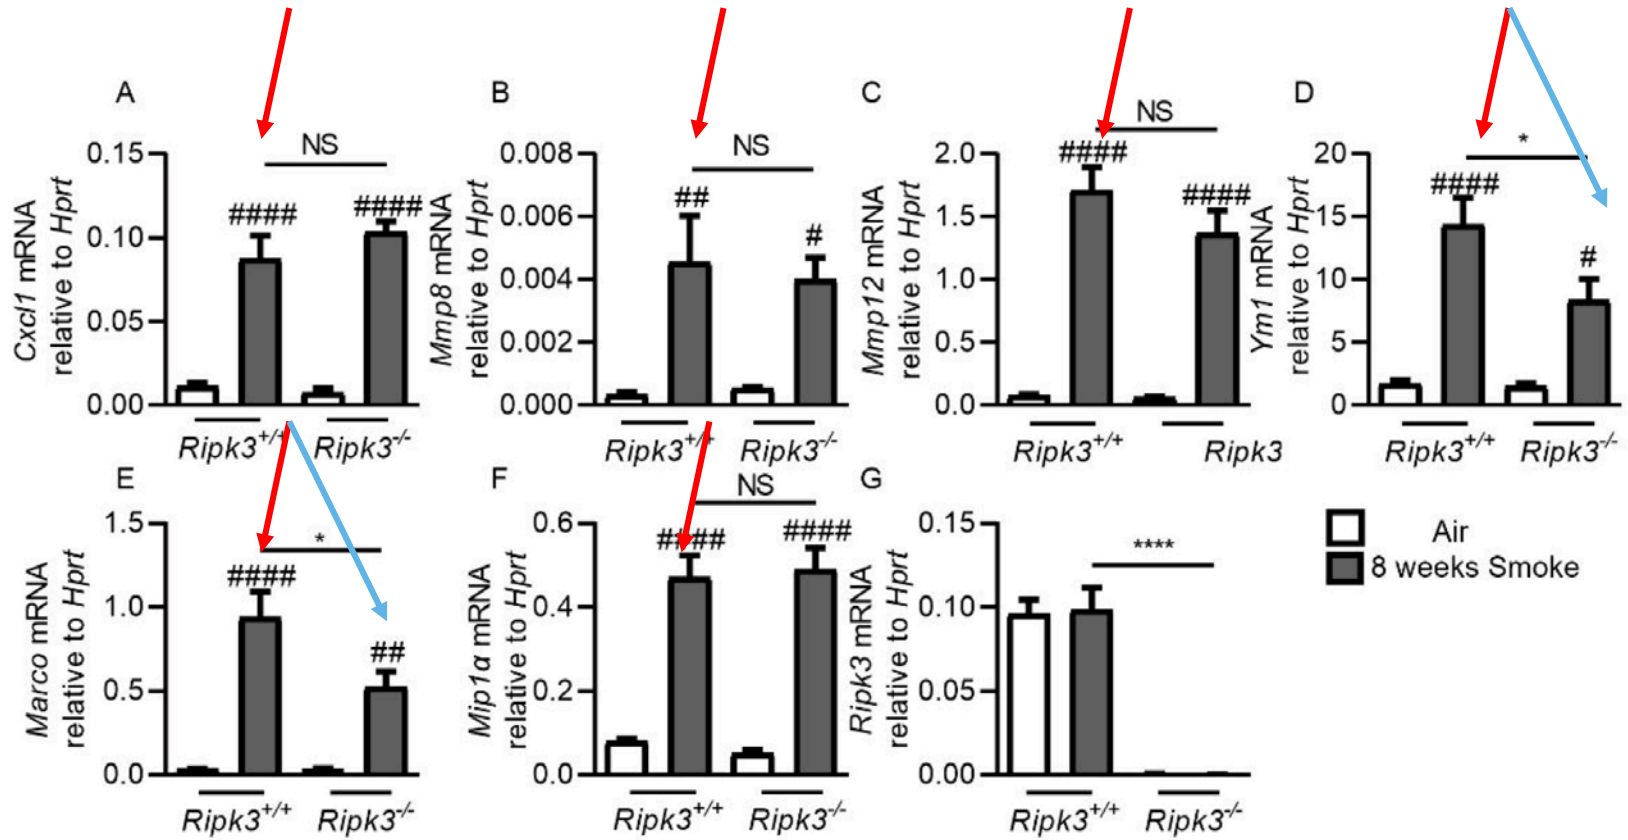 A
Cxcl1 mRNA
relative to Hprt
0.15
0.10
0.05
0.00
NS
####
####
Ripk3+/+
Ripk3-/-
B
Mmp8 mRNA
relative to Hprt
0.008
0.006
0.004
0.002
0.000
NS
##
#
Ripk3+/+
Ripk3-/-
C
Mmp12 mRNA
relative to Hprt
2.0
1.5
1.0
0.5
0.0
NS
####
####
Ripk3+/+
Ripk3
D
Ym1 mRNA
relative to Hprt
20
15
10
5
0
*
####
#
Ripk3+/+
Ripk3-/-
E
Marco mRNA
relative to Hprt
1.5
1.0
0.5
0.0
*
####
##
Ripk3+/+
Ripk3-/-
F
Mip1α mRNA
relative to Hprt
0.6
0.4
0.2
0.0
NS
####
####
Ripk3+/+
Ripk3-/-
G
Ripk3 mRNA
relative to Hprt
0.15
0.10
0.05
0.00
****
Ripk3+/+
Ripk3-/-
Air
8 weeks Smoke